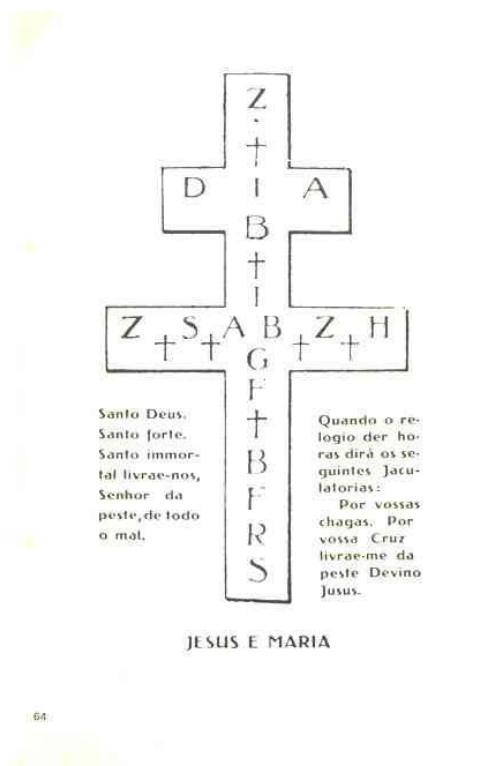 Z
·
†
D I A
B
†
I
Z † S † A B † Z † H
G
F
†
B
F
R
S
Santo Deus.
Santo forte.
Santo immor-
tal livrae-nos,
Senhor da
peste, de todo
o mal.
Quando o re-
logio der ho-
ras dirá os se-
guintes Jacu-
latorias:
Por vossas
chagas. Por
vossa Cruz
livrae-me da
peste Devino
Jusus.
JESUS E MARIA
64